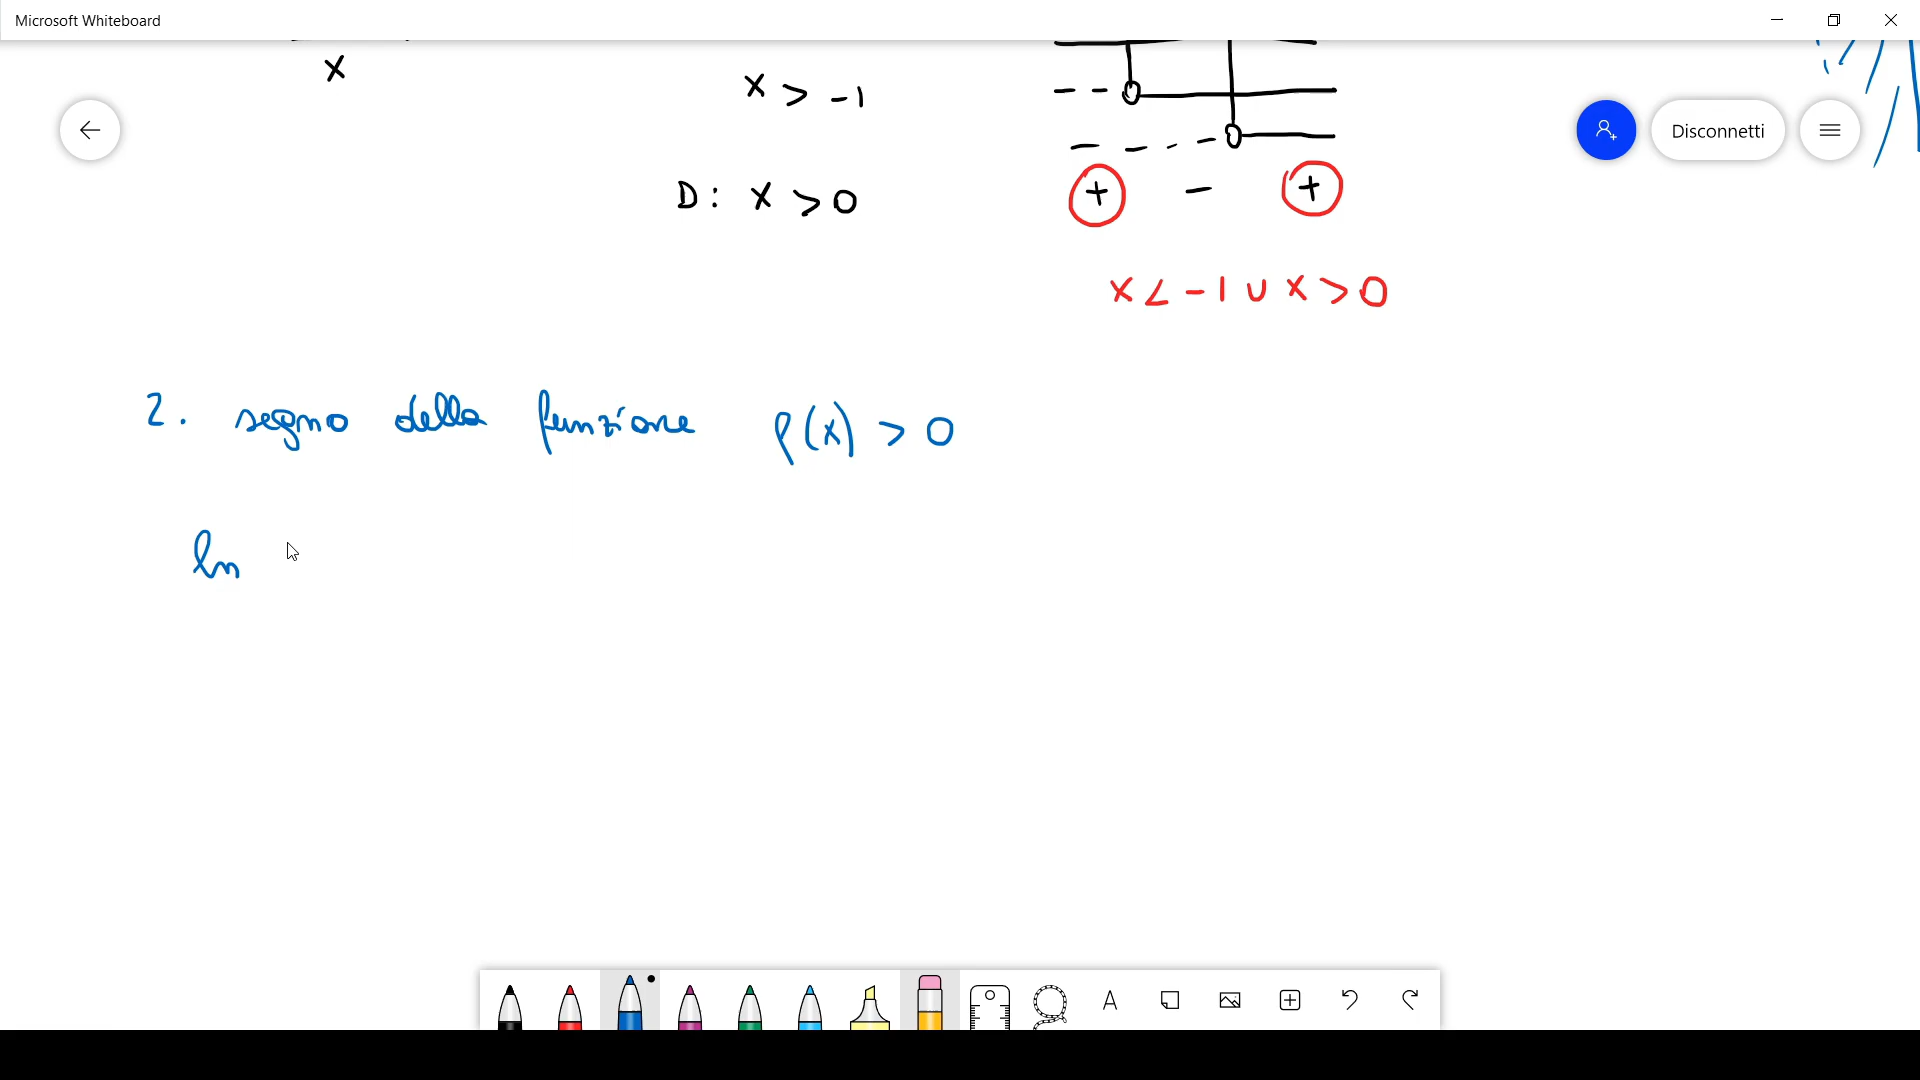 Microsoft Whiteboard
x
x > -1
D: x > 0
+ - +
x < -1 ∪ x > 0
Disconnetti
2. segno della funzione f(x) > 0
ln